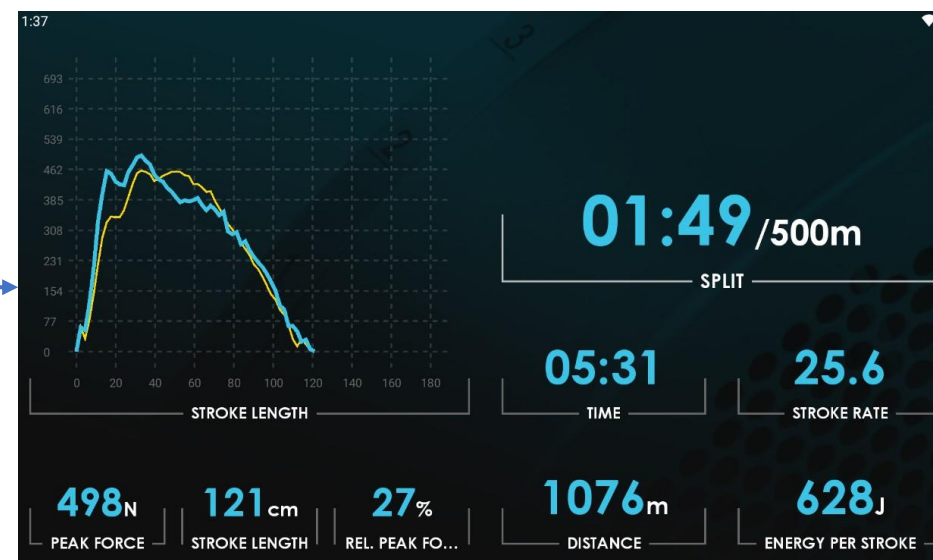 1:37
693
616
539
462
385
308
231
154
77
0
0 20 40 60 80 100 120 140 160 180
STROKE LENGTH
01:49/500m
SPLIT
05:31
TIME
25.6
STROKE RATE
498N
PEAK FORCE
121cm
STROKE LENGTH
27%
REL. PEAK FO...
1076m
DISTANCE
628J
ENERGY PER STROKE